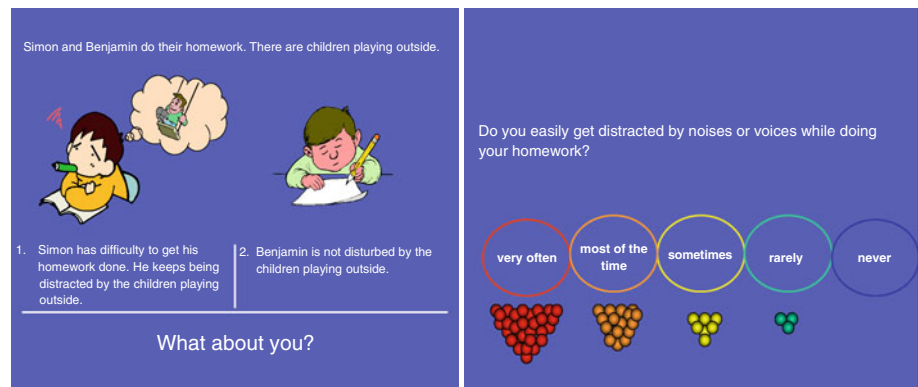 Simon and Benjamin do their homework. There are children playing outside.
1. Simon has difficulty to get his
homework done. He keeps being
distracted by the children playing
outside.
2. Benjamin is not disturbed by the
children playing outside.
What about you?
Do you easily get distracted by noises or voices while doing
your homework?
very often
most of the
time
sometimes
rarely
never